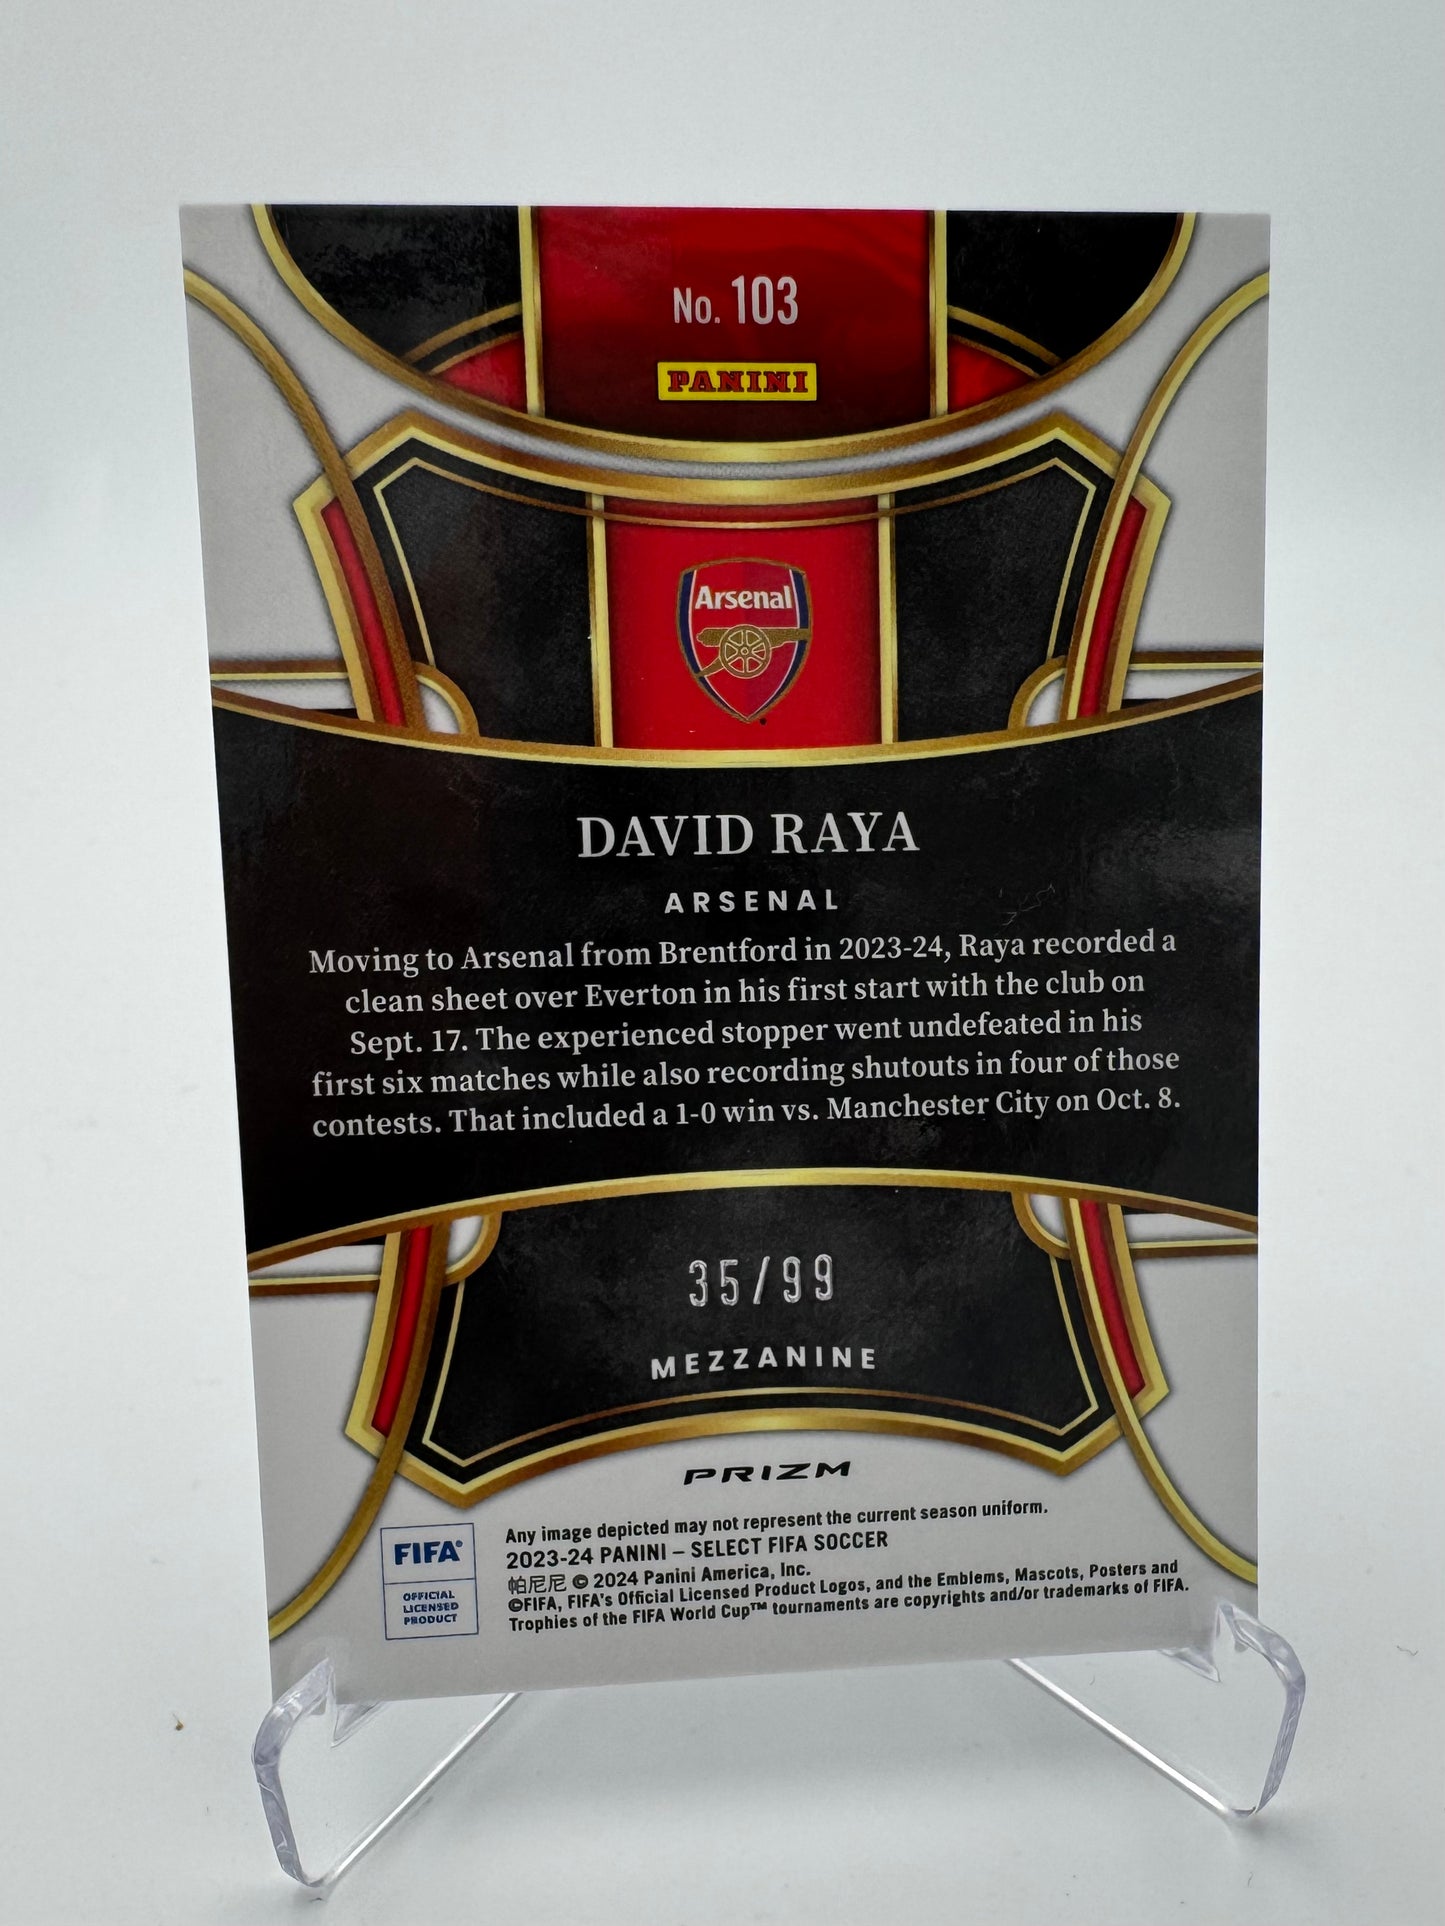 No. 103
PANINI
Arsenal
DAVID RAYA
ARSENAL
Moving to Arsenal from Brentford in 2023-24, Raya recorded a
clean sheet over Everton in his first start with the club on
Sept. 17. The experienced stopper went undefeated in his
first six matches while also recording shutouts in four of those
contests. That included a 1-0 win vs. Manchester City on Oct. 8.
35/99
MEZZANINE
PRIZM
FIFA®
OFFICIAL
LICENSED
PRODUCT
Any image depicted may not represent the current season uniform.
2023-24 PANINI – SELECT FIFA SOCCER
帕尼尼 © 2024 Panini America, Inc.
©FIFA, FIFA's Official Licensed Product Logos, and the Emblems, Mascots, Posters and
Trophies of the FIFA World Cup™ tournaments are copyrights and/or trademarks of FIFA.